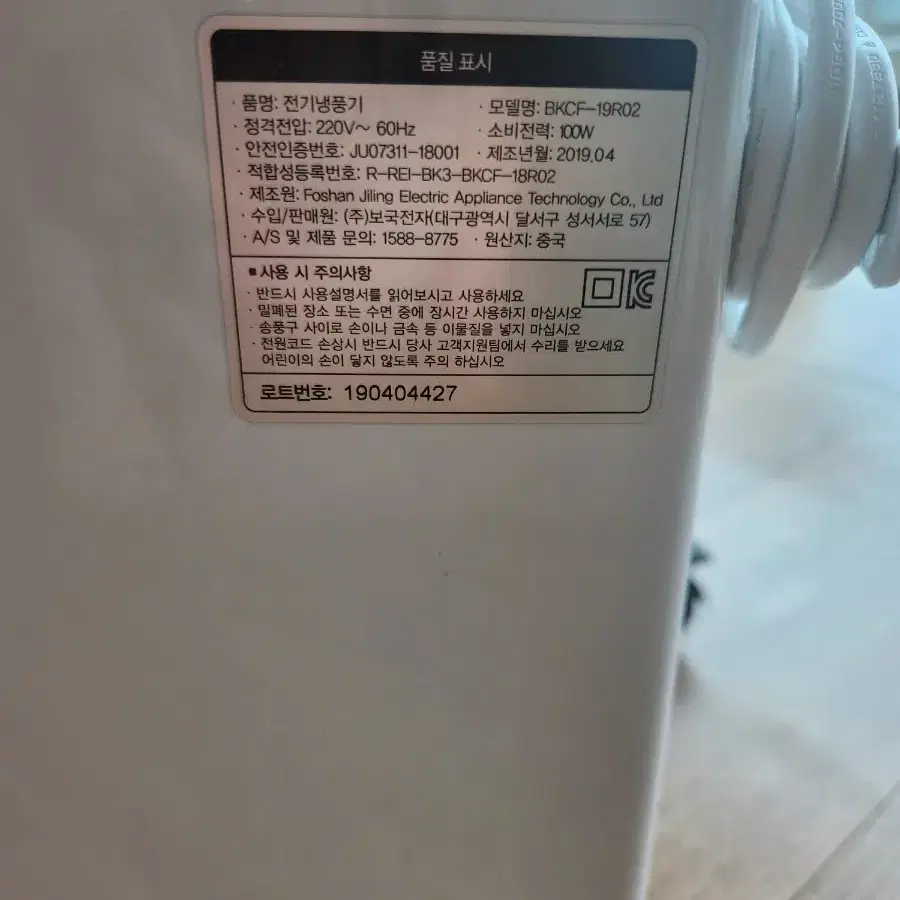 품질 표시
· 품명: 전기냉풍기 · 모델명: BKCF-19R02
· 정격전압: 220V~ 60Hz · 소비전력: 100W
· 안전인증번호: JU07311-18001 · 제조년월: 2019.04
· 적합성등록번호: R-REI-BK3-BKCF-18R02
· 제조원: Foshan Jiling Electric Appliance Technology Co., Ltd
· 수입/판매원: (주)보국전자(대구광역시 달서구 성서서로 57)
· A/S 및 제품 문의: 1588-8775 · 원산지: 중국
■ 사용 시 주의사항
· 반드시 사용설명서를 읽어보시고 사용하세요
· 밀폐된 장소 또는 수면 중에 장시간 사용하지 마십시오
· 송풍구 사이로 손이나 금속 등 이물질을 넣지 마십시오
· 전원코드 손상시 반드시 당사 고객지원팀에서 수리를 받으세요
어린이의 손이 닿지 않도록 주의 하십시오
로트번호: 190404427